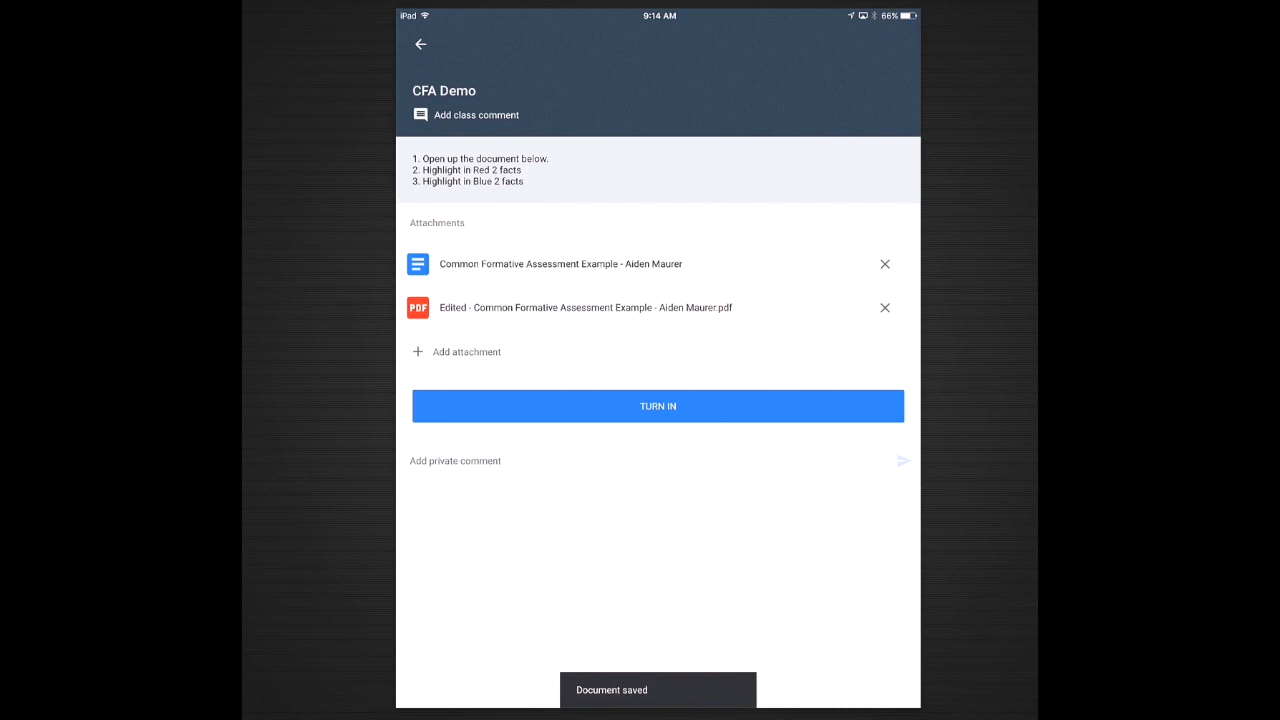 iPad 9:14 AM 66%
CFA Demo
Add class comment
1. Open up the document below.
2. Highlight in Red 2 facts
3. Highlight in Blue 2 facts
Attachments
Common Formative Assessment Example - Aiden Maurer
PDF Edited - Common Formative Assessment Example - Aiden Maurer.pdf
Add attachment
TURN IN
Add private comment
Document saved